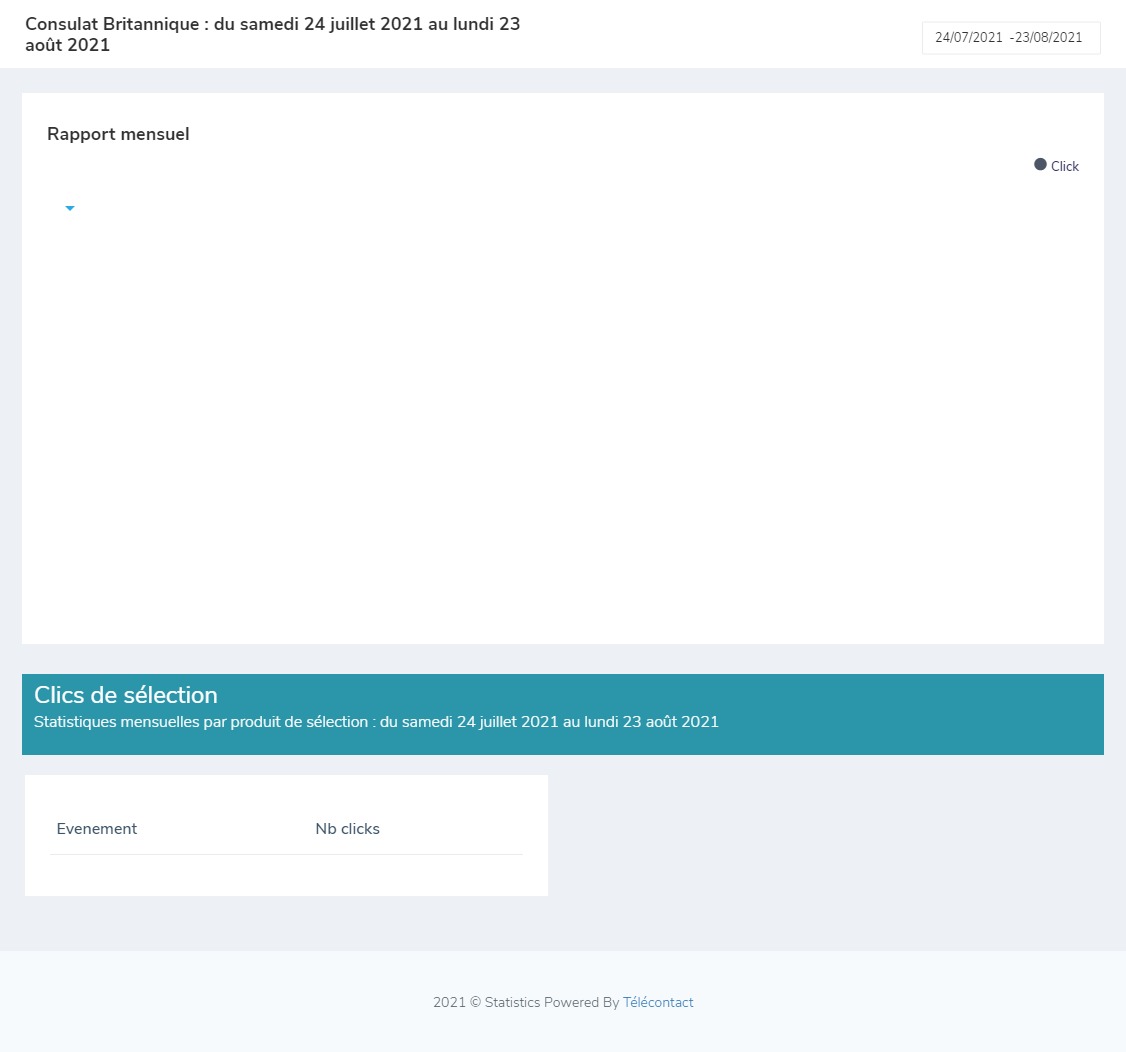 Consulat Britannique : du samedi 24 juillet 2021 au lundi 23
août 2021
24/07/2021 -23/08/2021
Rapport mensuel
Click
Clics de sélection
Statistiques mensuelles par produit de sélection : du samedi 24 juillet 2021 au lundi 23 août 2021
Evenement Nb clicks
2021 © Statistics Powered By Télécontact